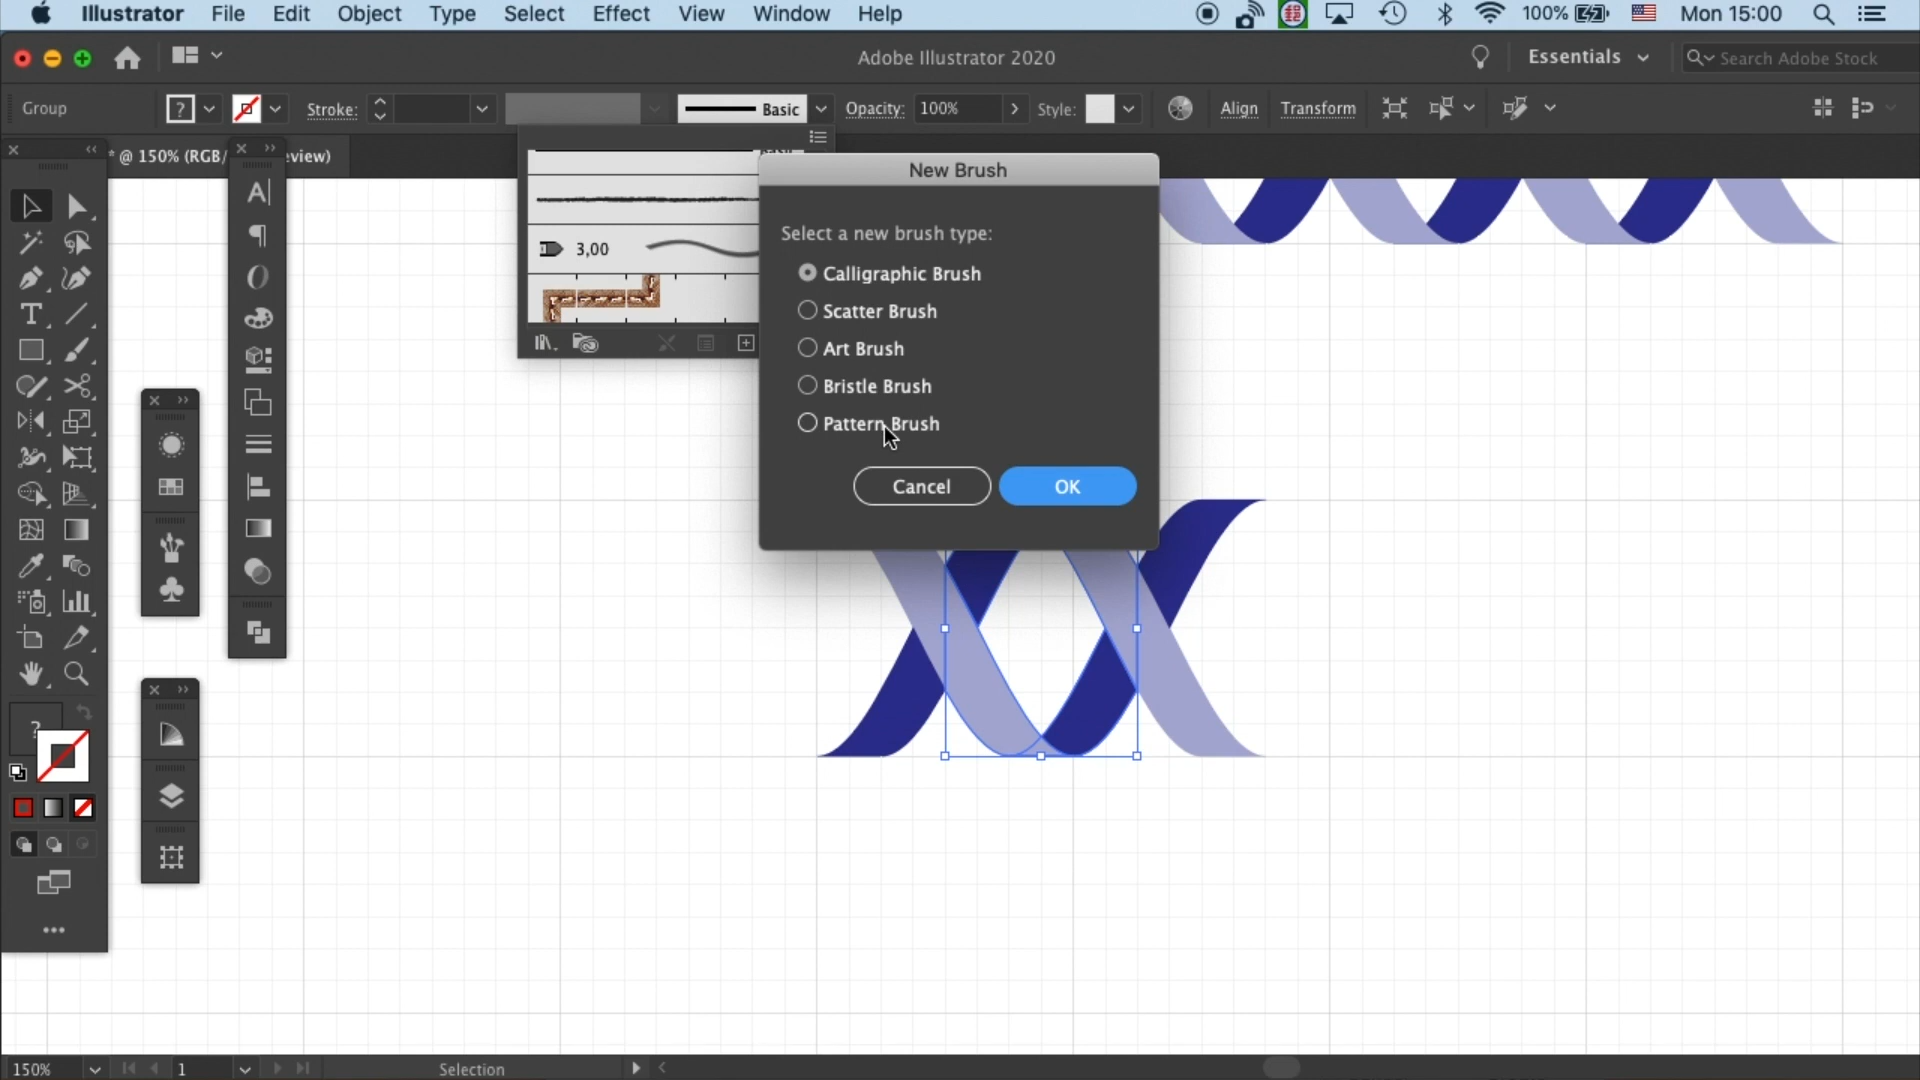 Illustrator File Edit Object Type Select Effect View Window Help 100% Mon 15:00
Adobe Illustrator 2020 Essentials Search Adobe Stock
Group ? Stroke: Basic Opacity: 100% Style: Align Transform
* @ 150% (RGB/ eview)
New Brush
Select a new brush type:
Calligraphic Brush
Scatter Brush
Art Brush
Bristle Brush
Pattern Brush
Cancel OK
3,00
?
150% 1 Selection